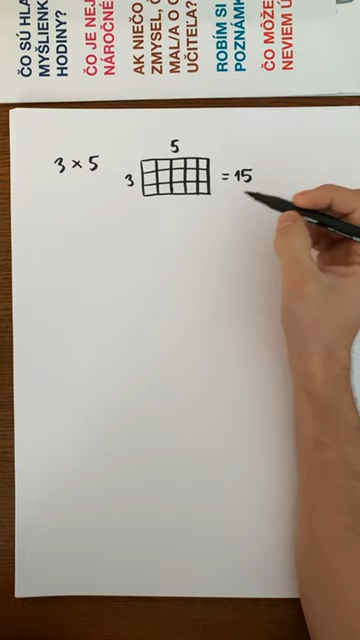 ČO SÚ HLA
MYŠLIENK
HODINY?
ČO JE NEJ
NÁROČNÉ
AK NIEČO
ZMYSEL, Č
MAL/A O
UČITEĽA?
ROBÍM SI
POZNÁMK
ČO MÔŽE
NEVIEM Ú
3 × 5
5
3
= 15